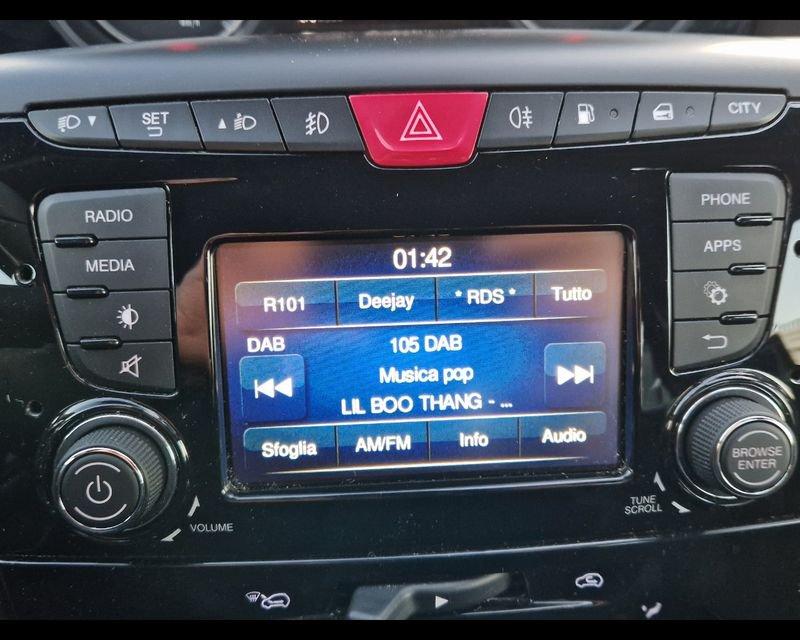 SET
CITY
RADIO
MEDIA
PHONE
APPS
01:42
R101 Deejay * RDS * Tutto
DAB 105 DAB
Musica pop
LIL BOO THANG - ...
Sfoglia AM/FM Info Audio
VOLUME
BROWSE
ENTER
TUNE
SCROLL